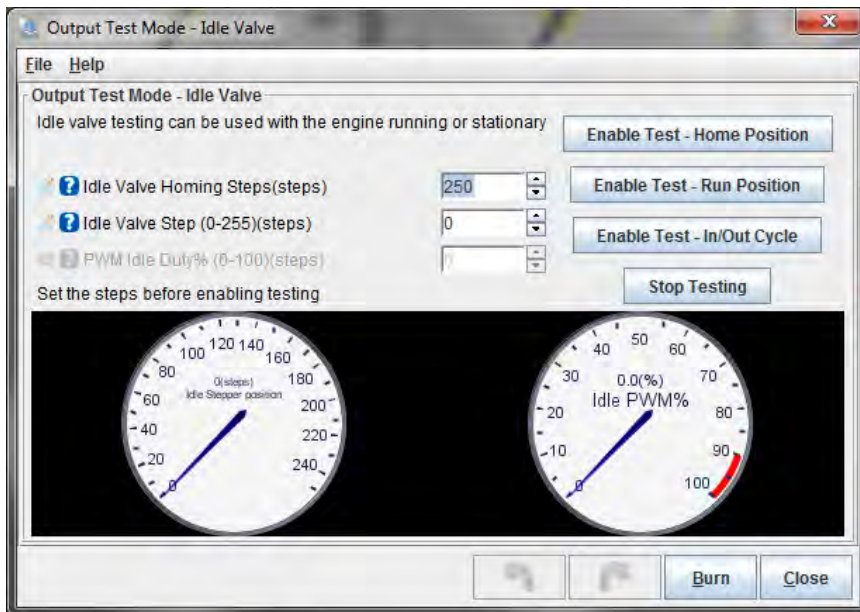 Output Test Mode - Idle Valve
File Help
Output Test Mode - Idle Valve
Idle valve testing can be used with the engine running or stationary
Enable Test - Home Position
Idle Valve Homing Steps(steps) 250
Enable Test - Run Position
Idle Valve Step (0-255)(steps) 0
Enable Test - In/Out Cycle
PWM Idle Duty% (0-100)(steps) 0
Set the steps before enabling testing
Stop Testing
0 20 40 60 80 100 120 140 160 180 200 220 240
0(steps)
Idle Stepper position
0 10 20 30 40 50 60 70 80 90 100
0.0(%)
Idle PWM%
Burn Close